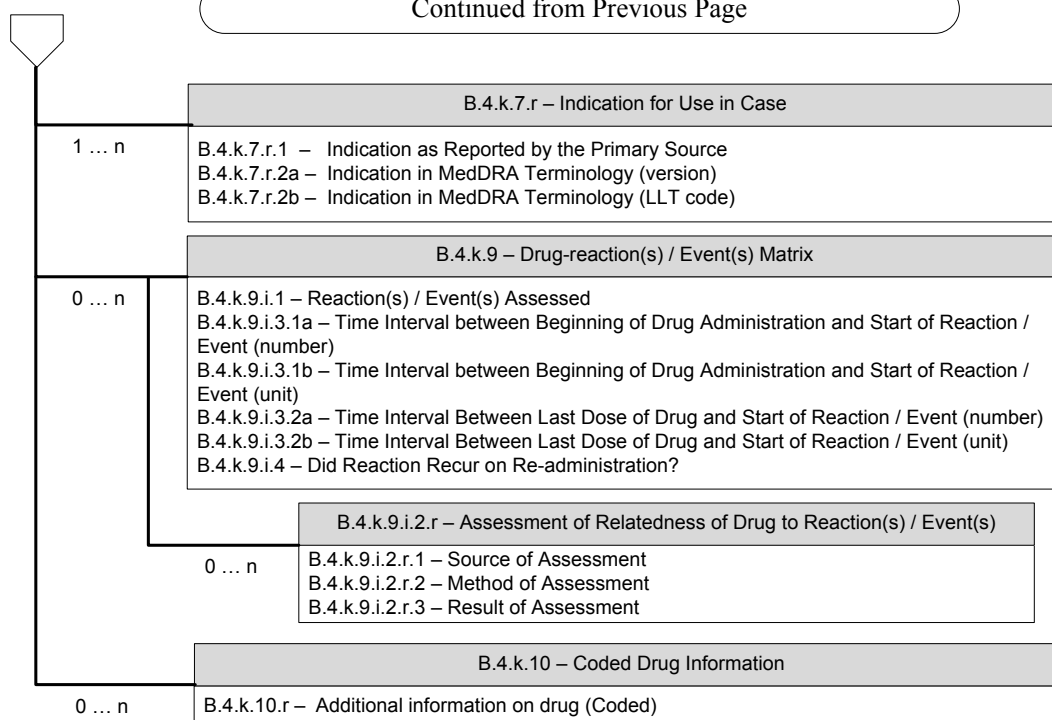 Continued from Previous Page
B.4.k.7.r – Indication for Use in Case
1 … n
B.4.k.7.r.1 – Indication as Reported by the Primary Source
B.4.k.7.r.2a – Indication in MedDRA Terminology (version)
B.4.k.7.r.2b – Indication in MedDRA Terminology (LLT code)
B.4.k.9 – Drug-reaction(s) / Event(s) Matrix
0 … n
B.4.k.9.i.1 – Reaction(s) / Event(s) Assessed
B.4.k.9.i.3.1a – Time Interval between Beginning of Drug Administration and Start of Reaction /
Event (number)
B.4.k.9.i.3.1b – Time Interval between Beginning of Drug Administration and Start of Reaction /
Event (unit)
B.4.k.9.i.3.2a – Time Interval Between Last Dose of Drug and Start of Reaction / Event (number)
B.4.k.9.i.3.2b – Time Interval Between Last Dose of Drug and Start of Reaction / Event (unit)
B.4.k.9.i.4 – Did Reaction Recur on Re-administration?
B.4.k.9.i.2.r – Assessment of Relatedness of Drug to Reaction(s) / Event(s)
0 … n
B.4.k.9.i.2.r.1 – Source of Assessment
B.4.k.9.i.2.r.2 – Method of Assessment
B.4.k.9.i.2.r.3 – Result of Assessment
B.4.k.10 – Coded Drug Information
0 … n
B.4.k.10.r – Additional information on drug (Coded)